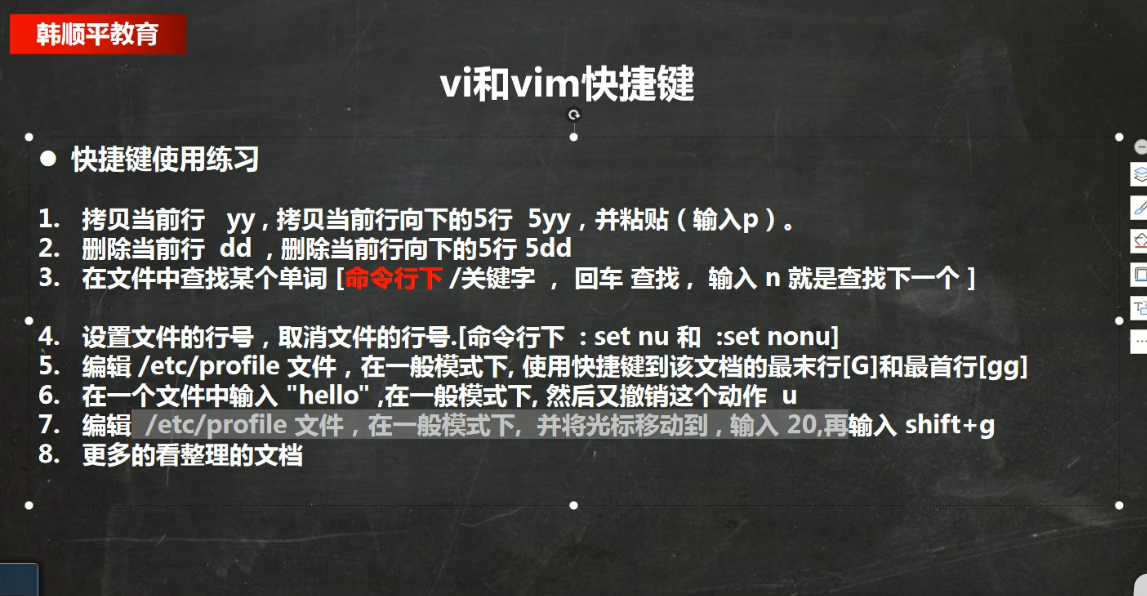 韩顺平教育
vi和vim快捷键
● 快捷键使用练习
1. 拷贝当前行 yy , 拷贝当前行向下的5行 5yy，并粘贴（输入p）。
2. 删除当前行 dd , 删除当前行向下的5行 5dd
3. 在文件中查找某个单词 [命令行下 /关键字 ， 回车 查找 , 输入 n 就是查找下一个 ]
4. 设置文件的行号，取消文件的行号.[命令行下 : set nu 和 :set nonu]
5. 编辑 /etc/profile 文件，在一般模式下, 使用快捷键到该文档的最末行[G]和最首行[gg]
6. 在一个文件中输入 "hello" ,在一般模式下, 然后又撤销这个动作 u
7. 编辑 /etc/profile 文件，在一般模式下, 并将光标移动到 , 输入 20,再输入 shift+g
8. 更多的看整理的文档